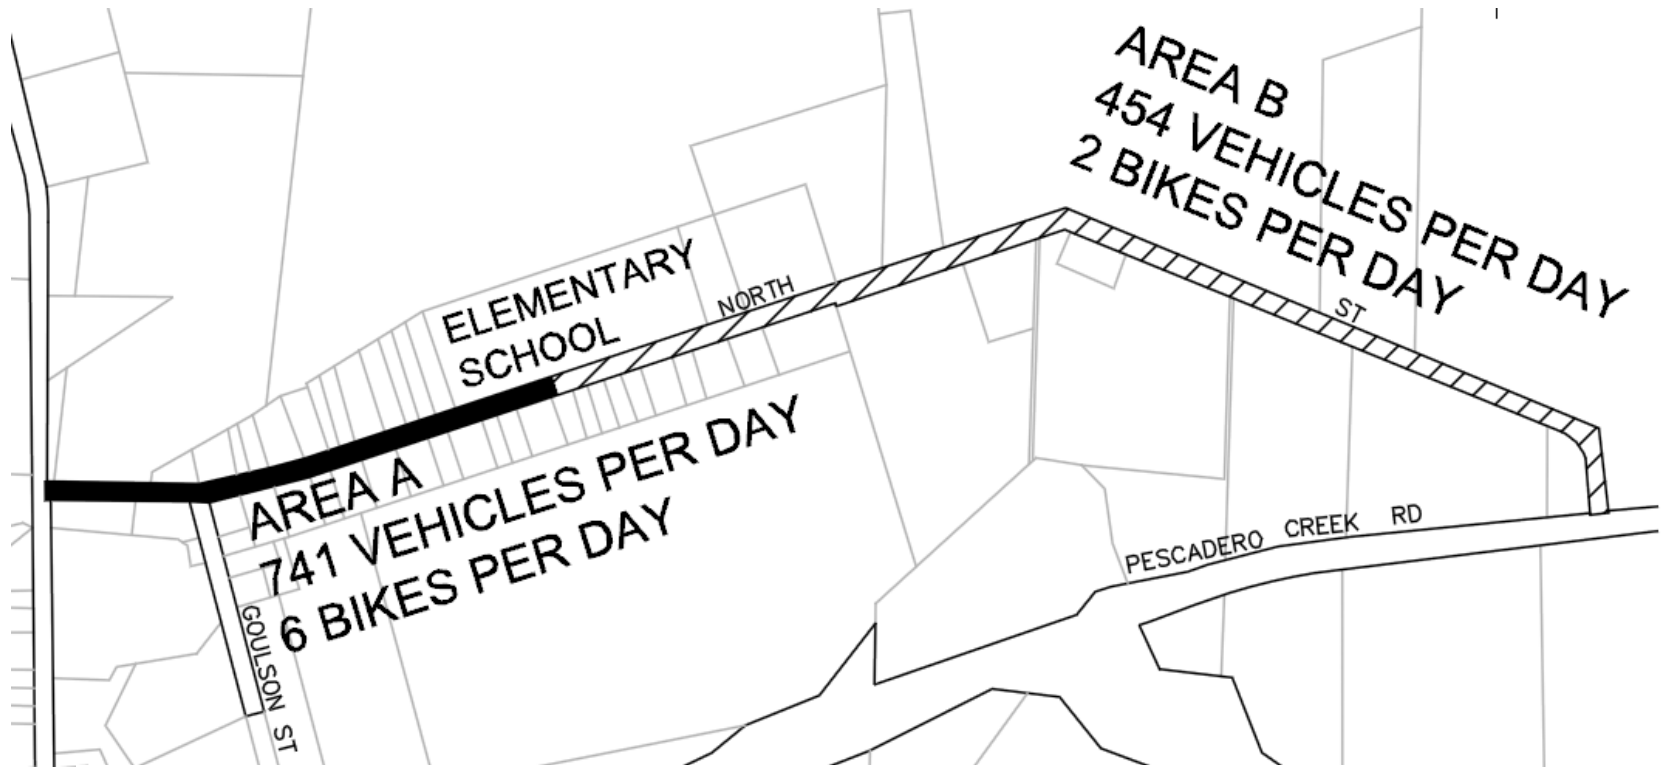 AREA B
454 VEHICLES PER DAY
2 BIKES PER DAY
ELEMENTARY
SCHOOL
NORTH
ST
AREA A
741 VEHICLES PER DAY
6 BIKES PER DAY
PESCADERO CREEK RD
GOULSON ST